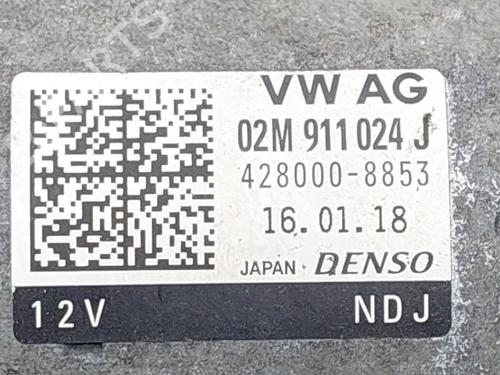 VW AG
02M 911 024 J
428000-8853
16.01.18
JAPAN DENSO
12V NDJ